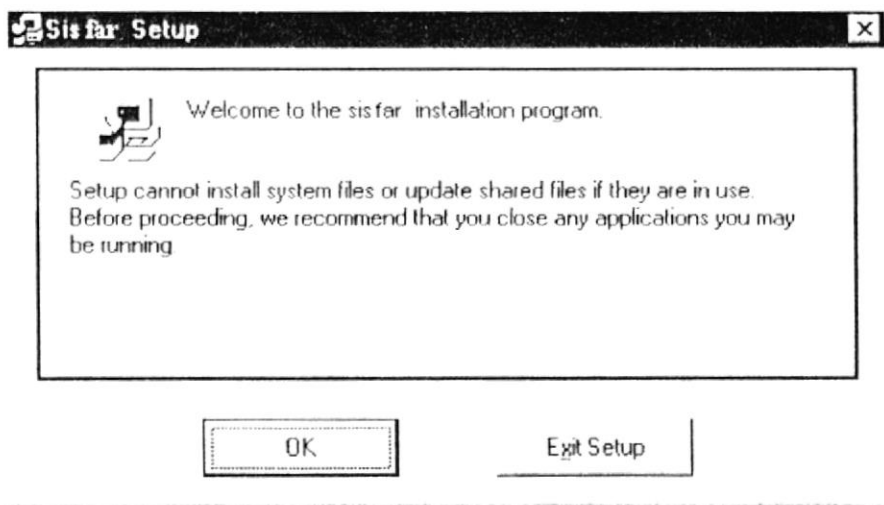 Sis far Setup
Welcome to the sis far installation program.
Setup cannot install system files or update shared files if they are in use.
Before proceeding, we recommend that you close any applications you may
be running
OK
Exit Setup